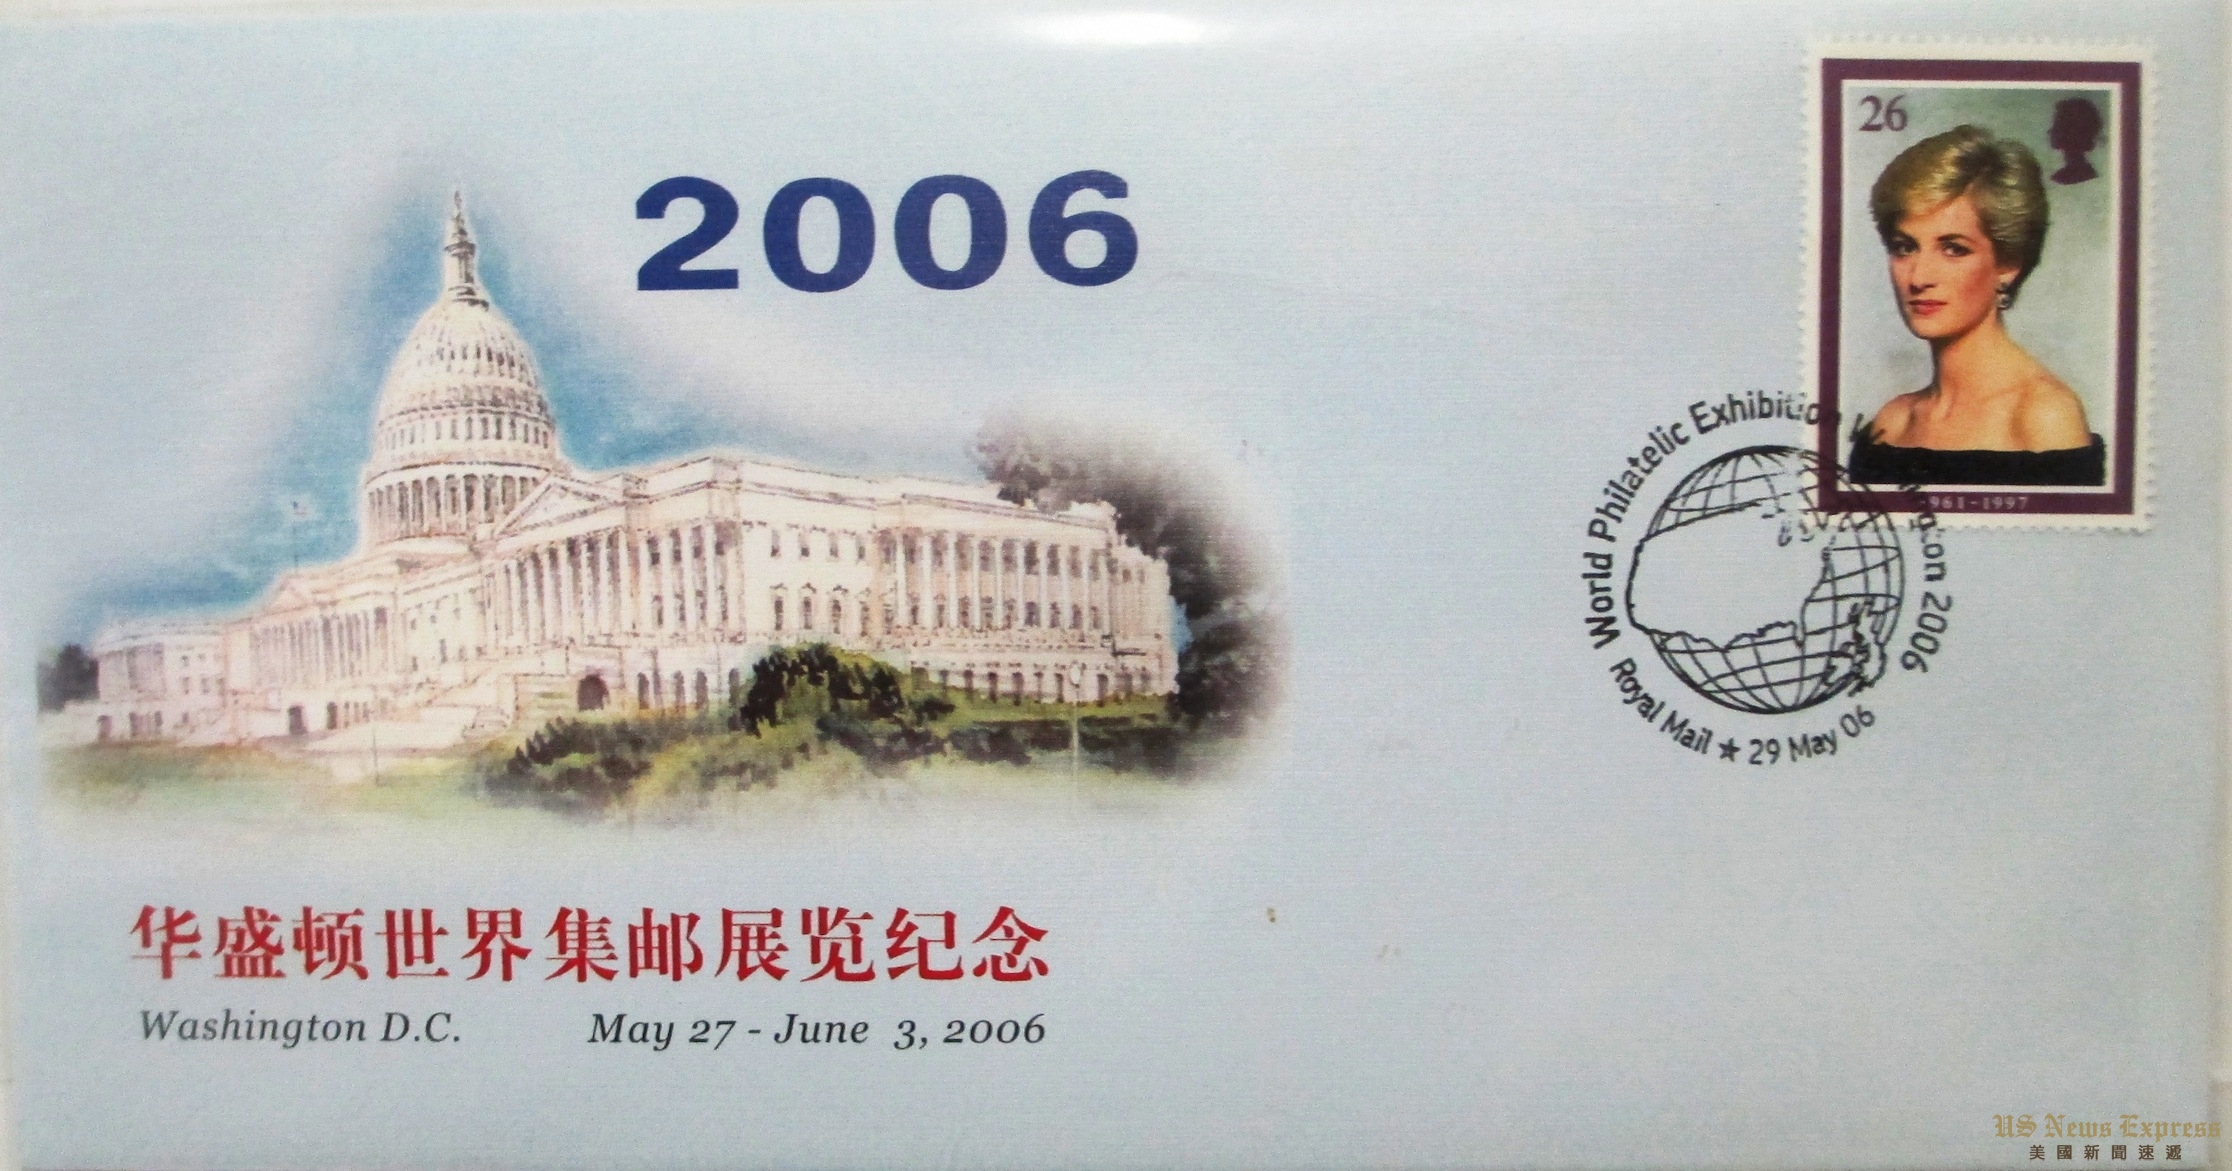 2006
26
1961-1997
World Philatelic Exhibition Washington 2006
Royal Mail ★ 29 May 06
华盛顿世界集邮展览纪念
Washington D.C. May 27 - June 3, 2006
US News Express
美國新聞速遞